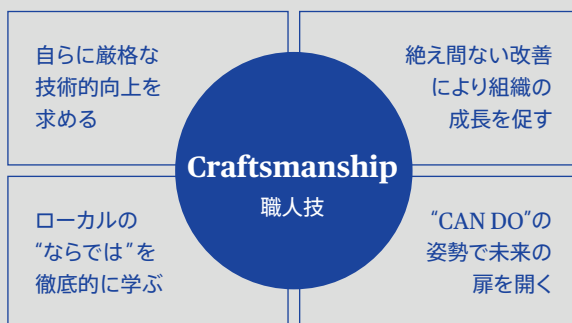 自らに厳格な
技術的向上を
求める
絶え間ない改善
により組織の
成長を促す
Craftsmanship
職人技
ローカルの
“ならでは”を
徹底的に学ぶ
“CAN DO”の
姿勢で未来の
扉を開く